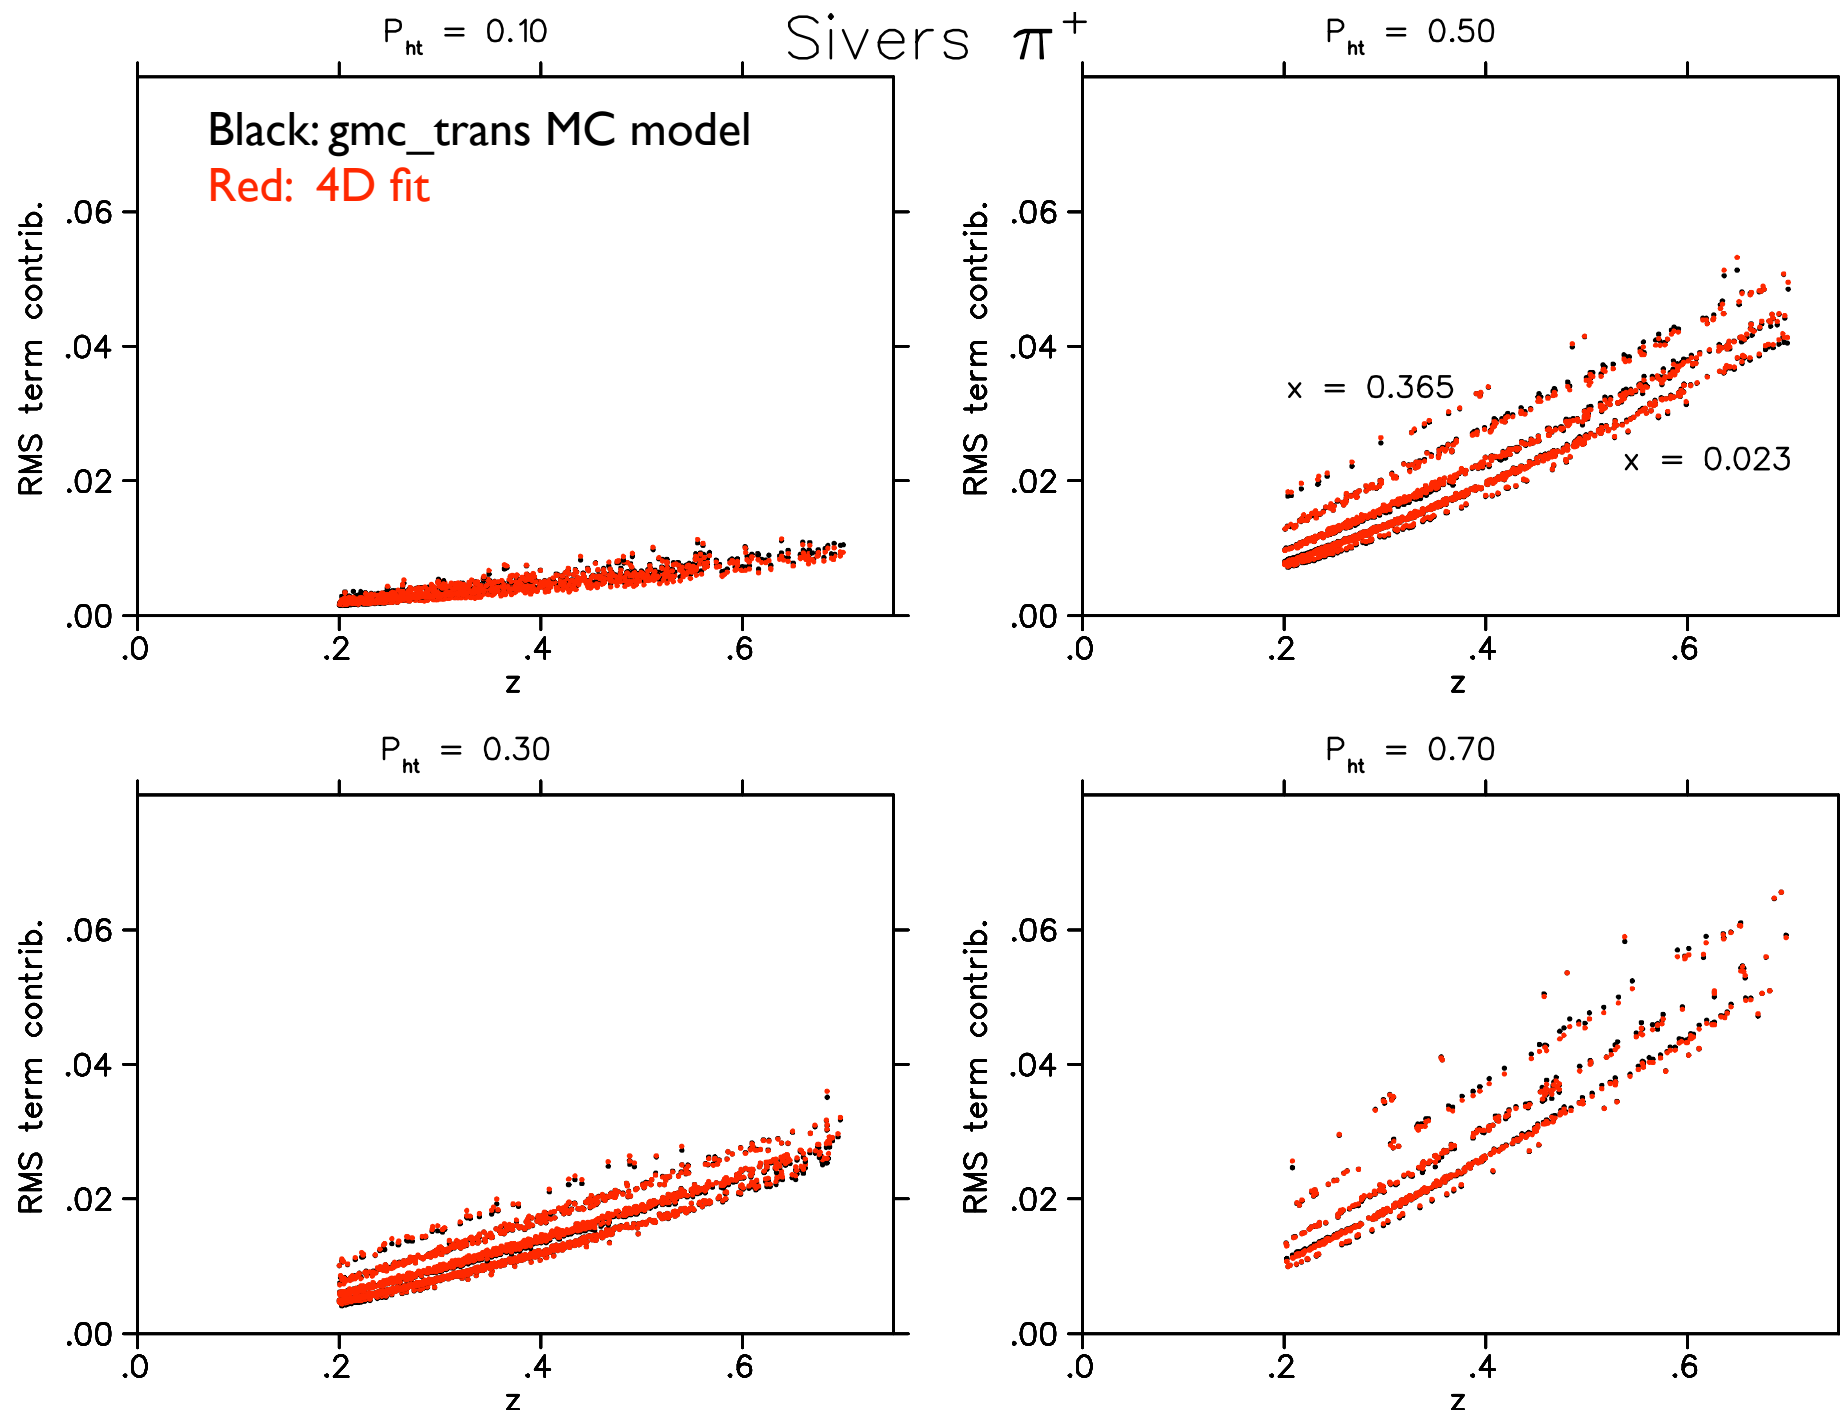 Sivers π+
P_ht = 0.10
Black: gmc_trans MC model
Red: 4D fit
RMS term contrib.
.06
.04
.02
.00
.0 .2 .4 .6
z
P_ht = 0.50
RMS term contrib.
.06
.04
.02
.00
x = 0.365
x = 0.023
.0 .2 .4 .6
z
P_ht = 0.30
RMS term contrib.
.06
.04
.02
.00
.0 .2 .4 .6
z
P_ht = 0.70
RMS term contrib.
.06
.04
.02
.00
.0 .2 .4 .6
z